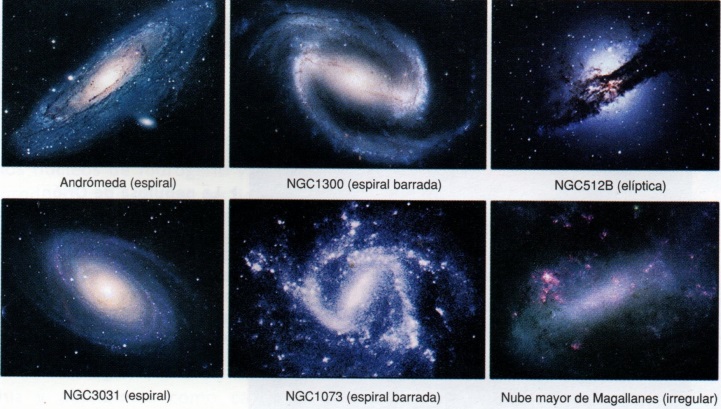 Andrómeda (espiral)
NGC1300 (espiral barrada)
NGC512B (elíptica)
NGC3031 (espiral)
NGC1073 (espiral barrada)
Nube mayor de Magallanes (irregular)